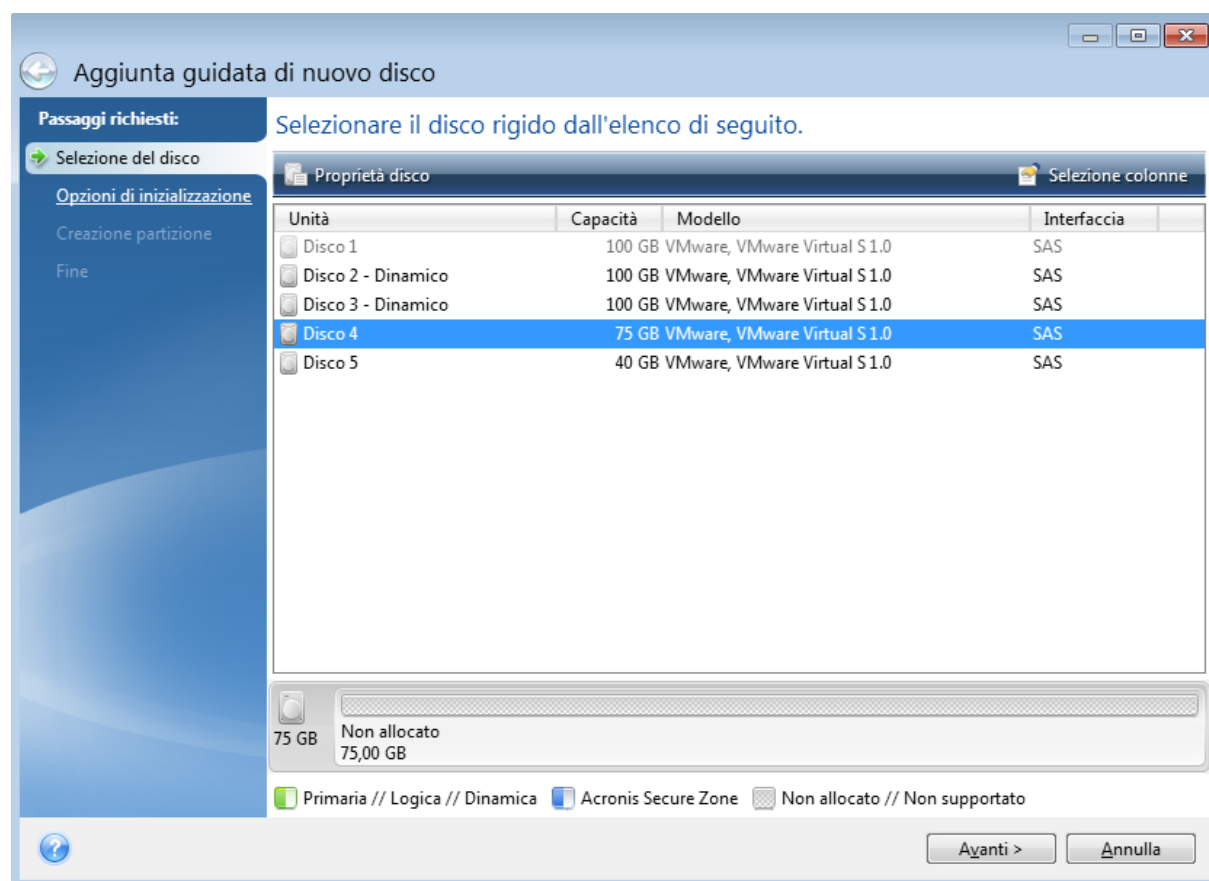 Aggiunta guidata di nuovo disco
Passaggi richiesti:
Selezione del disco
Opzioni di inizializzazione
Creazione partizione
Fine
Selezionare il disco rigido dall'elenco di seguito.
Proprietà disco Selezione colonne
Unità Capacità Modello Interfaccia
Disco 1 100 GB VMware, VMware Virtual S 1.0 SAS
Disco 2 - Dinamico 100 GB VMware, VMware Virtual S 1.0 SAS
Disco 3 - Dinamico 100 GB VMware, VMware Virtual S 1.0 SAS
Disco 4 75 GB VMware, VMware Virtual S 1.0 SAS
Disco 5 40 GB VMware, VMware Virtual S 1.0 SAS
75 GB
Non allocato
75,00 GB
Primaria // Logica // Dinamica Acronis Secure Zone Non allocato // Non supportato
Avanti > Annulla